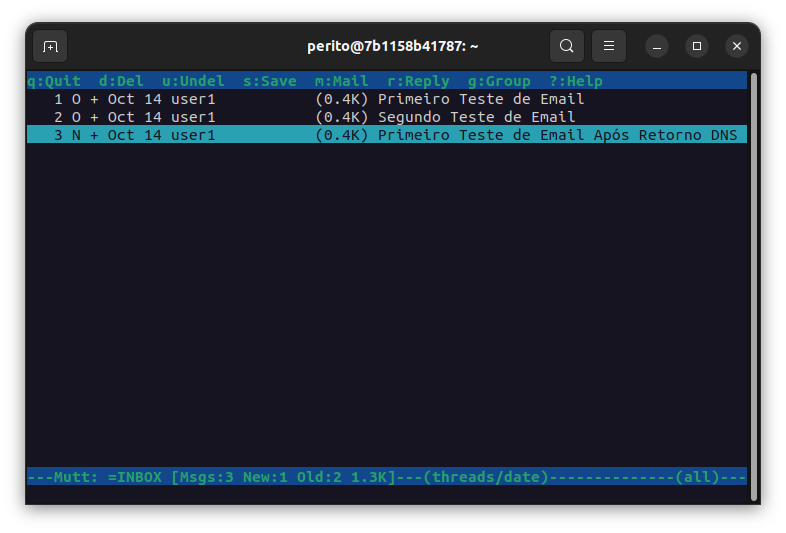 perito@7b1158b41787: ~
q:Quit  d:Del  u:Undel  s:Save  m:Mail  r:Reply  g:Group  ?:Help
1 O + Oct 14 user1           (0.4K) Primeiro Teste de Email
2 O + Oct 14 user1           (0.4K) Segundo Teste de Email
3 N + Oct 14 user1           (0.4K) Primeiro Teste de Email Após Retorno DNS
---Mutt: =INBOX [Msgs:3 New:1 Old:2 1.3K]---(threads/date)--------------(all)---